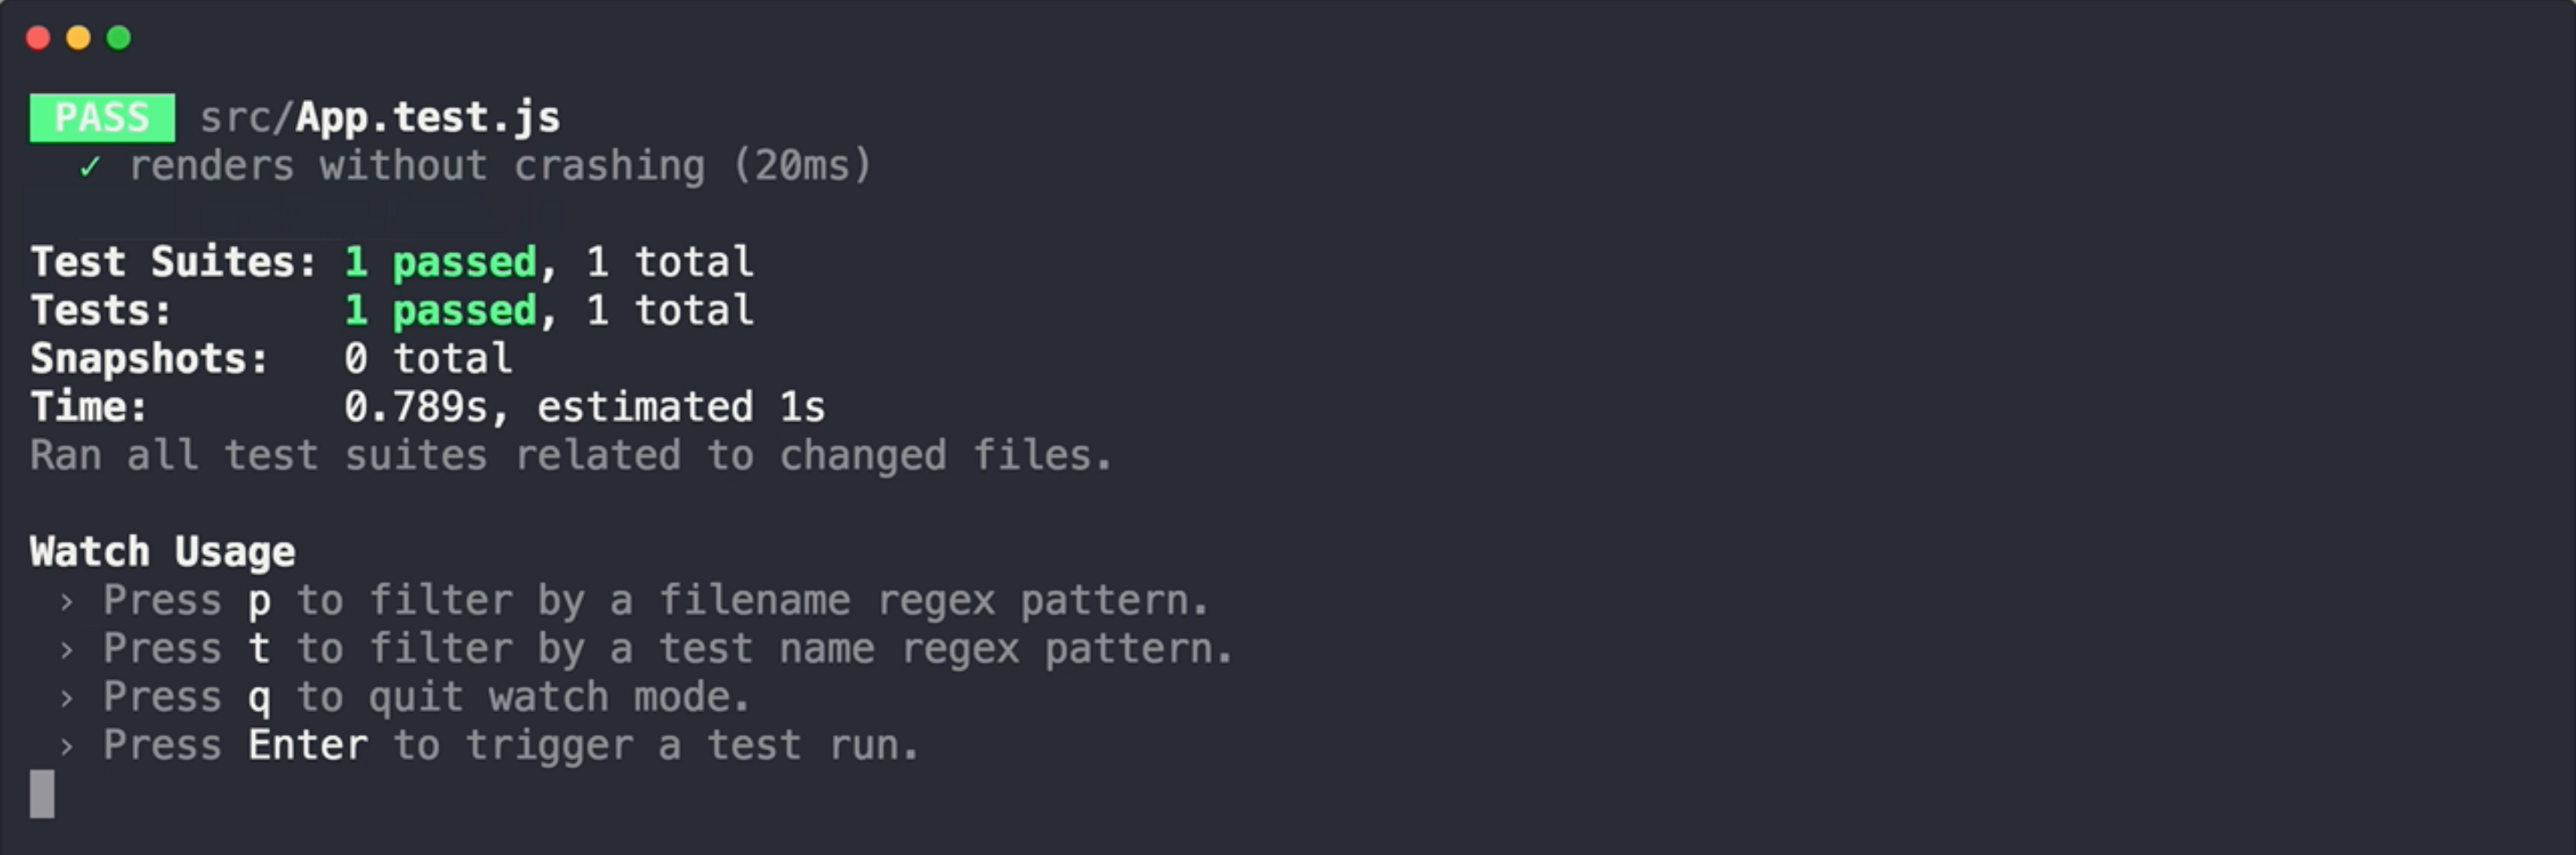 PASS src/App.test.js
✓ renders without crashing (20ms)
Test Suites: 1 passed, 1 total
Tests: 1 passed, 1 total
Snapshots: 0 total
Time: 0.789s, estimated 1s
Ran all test suites related to changed files.
Watch Usage
› Press p to filter by a filename regex pattern.
› Press t to filter by a test name regex pattern.
› Press q to quit watch mode.
› Press Enter to trigger a test run.